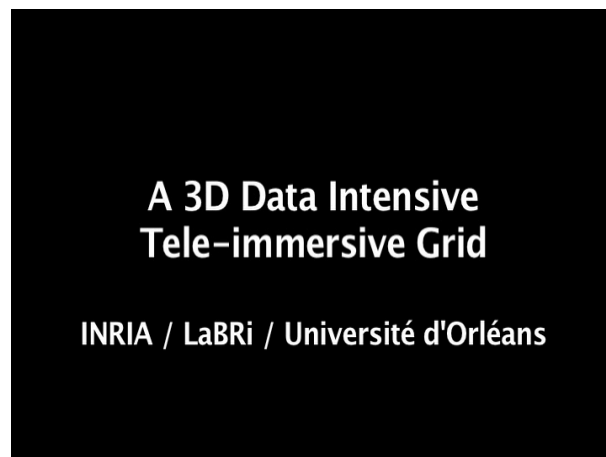 A 3D Data Intensive
Tele-immersive Grid
INRIA / LaBRi / Université d'Orléans